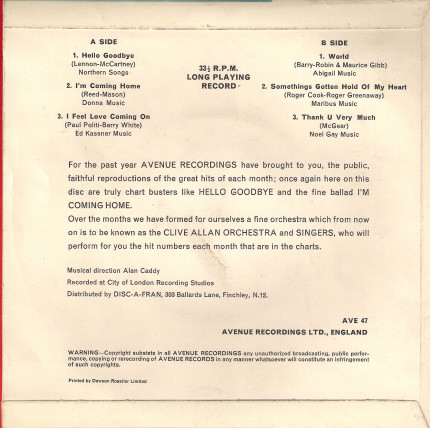 A SIDE
1. Hello Goodbye
(Lennon-McCartney)
Northern Songs
2. I'm Coming Home
(Reed-Mason)
Donna Music
3. I Feel Love Coming On
(Paul Politi-Berry White)
Ed Kassner Music
33⅓ R.P.M.
LONG PLAYING
RECORD
B SIDE
1. World
(Barry-Robin & Maurice Gibb)
Abigail Music
2. Somethings Gotten Hold Of My Heart
(Roger Cook-Roger Greenaway)
Maribus Music
3. Thank U Very Much
(McGear)
Noel Gay Music
For the past year AVENUE RECORDINGS have brought to you, the public,
faithful reproductions of the great hits of each month; once again here on this
disc are truly chart busters like HELLO GOODBYE and the fine ballad I'M
COMING HOME.
Over the months we have formed for ourselves a fine orchestra which from now
on is to be known as the CLIVE ALLAN ORCHESTRA and SINGERS, who will
perform for you the hit numbers each month that are in the charts.
Musical direction Alan Caddy
Recorded at City of London Recording Studios
Distributed by DISC-A-FRAN, 303 Ballards Lane, Finchley, N.12.
AVE 47
AVENUE RECORDINGS LTD., ENGLAND
WARNING—Copyright subsists in all AVENUE RECORDINGS any unauthorized broadcasting, public perfor-
mance, copying or rerecording of AVENUE RECORDS in any manner whatsoever will constitute an infringement
of such copyrights.
Printed by Dawson Rossiter Limited